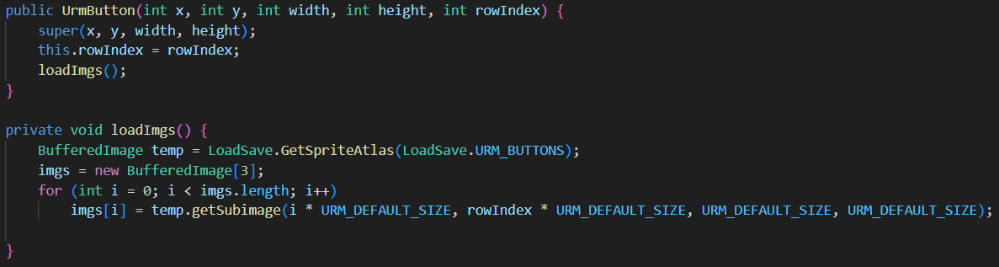 public UrmButton(int x, int y, int width, int height, int rowIndex) {
    super(x, y, width, height);
    this.rowIndex = rowIndex;
    loadImgs();
}

private void loadImgs() {
    BufferedImage temp = LoadSave.GetSpriteAtlas(LoadSave.URM_BUTTONS);
    imgs = new BufferedImage[3];
    for (int i = 0; i < imgs.length; i++)
        imgs[i] = temp.getSubimage(i * URM_DEFAULT_SIZE, rowIndex * URM_DEFAULT_SIZE, URM_DEFAULT_SIZE, URM_DEFAULT_SIZE);

}